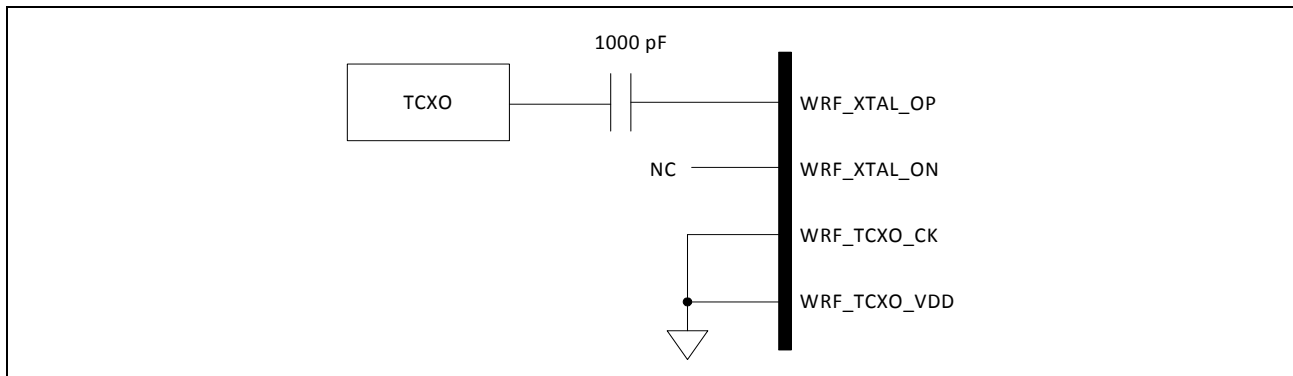 1000 pF
TCXO
WRF_XTAL_OP
NC
WRF_XTAL_ON
WRF_TCXO_CK
WRF_TCXO_VDD